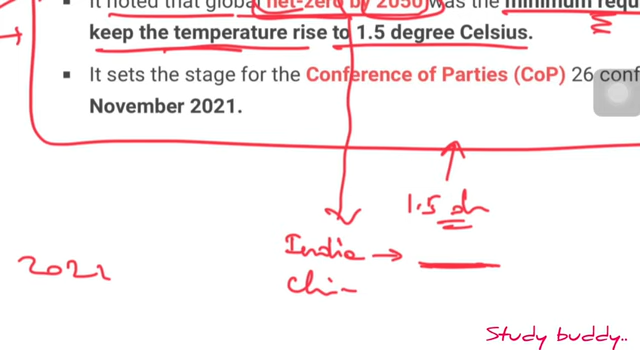 It noted that global net-zero by 2050 was the minimum requ
keep the temperature rise to 1.5 degree Celsius.
It sets the stage for the Conference of Parties (CoP) 26 conf
November 2021.
1.5
India →
Chi-
2021
Study buddy..